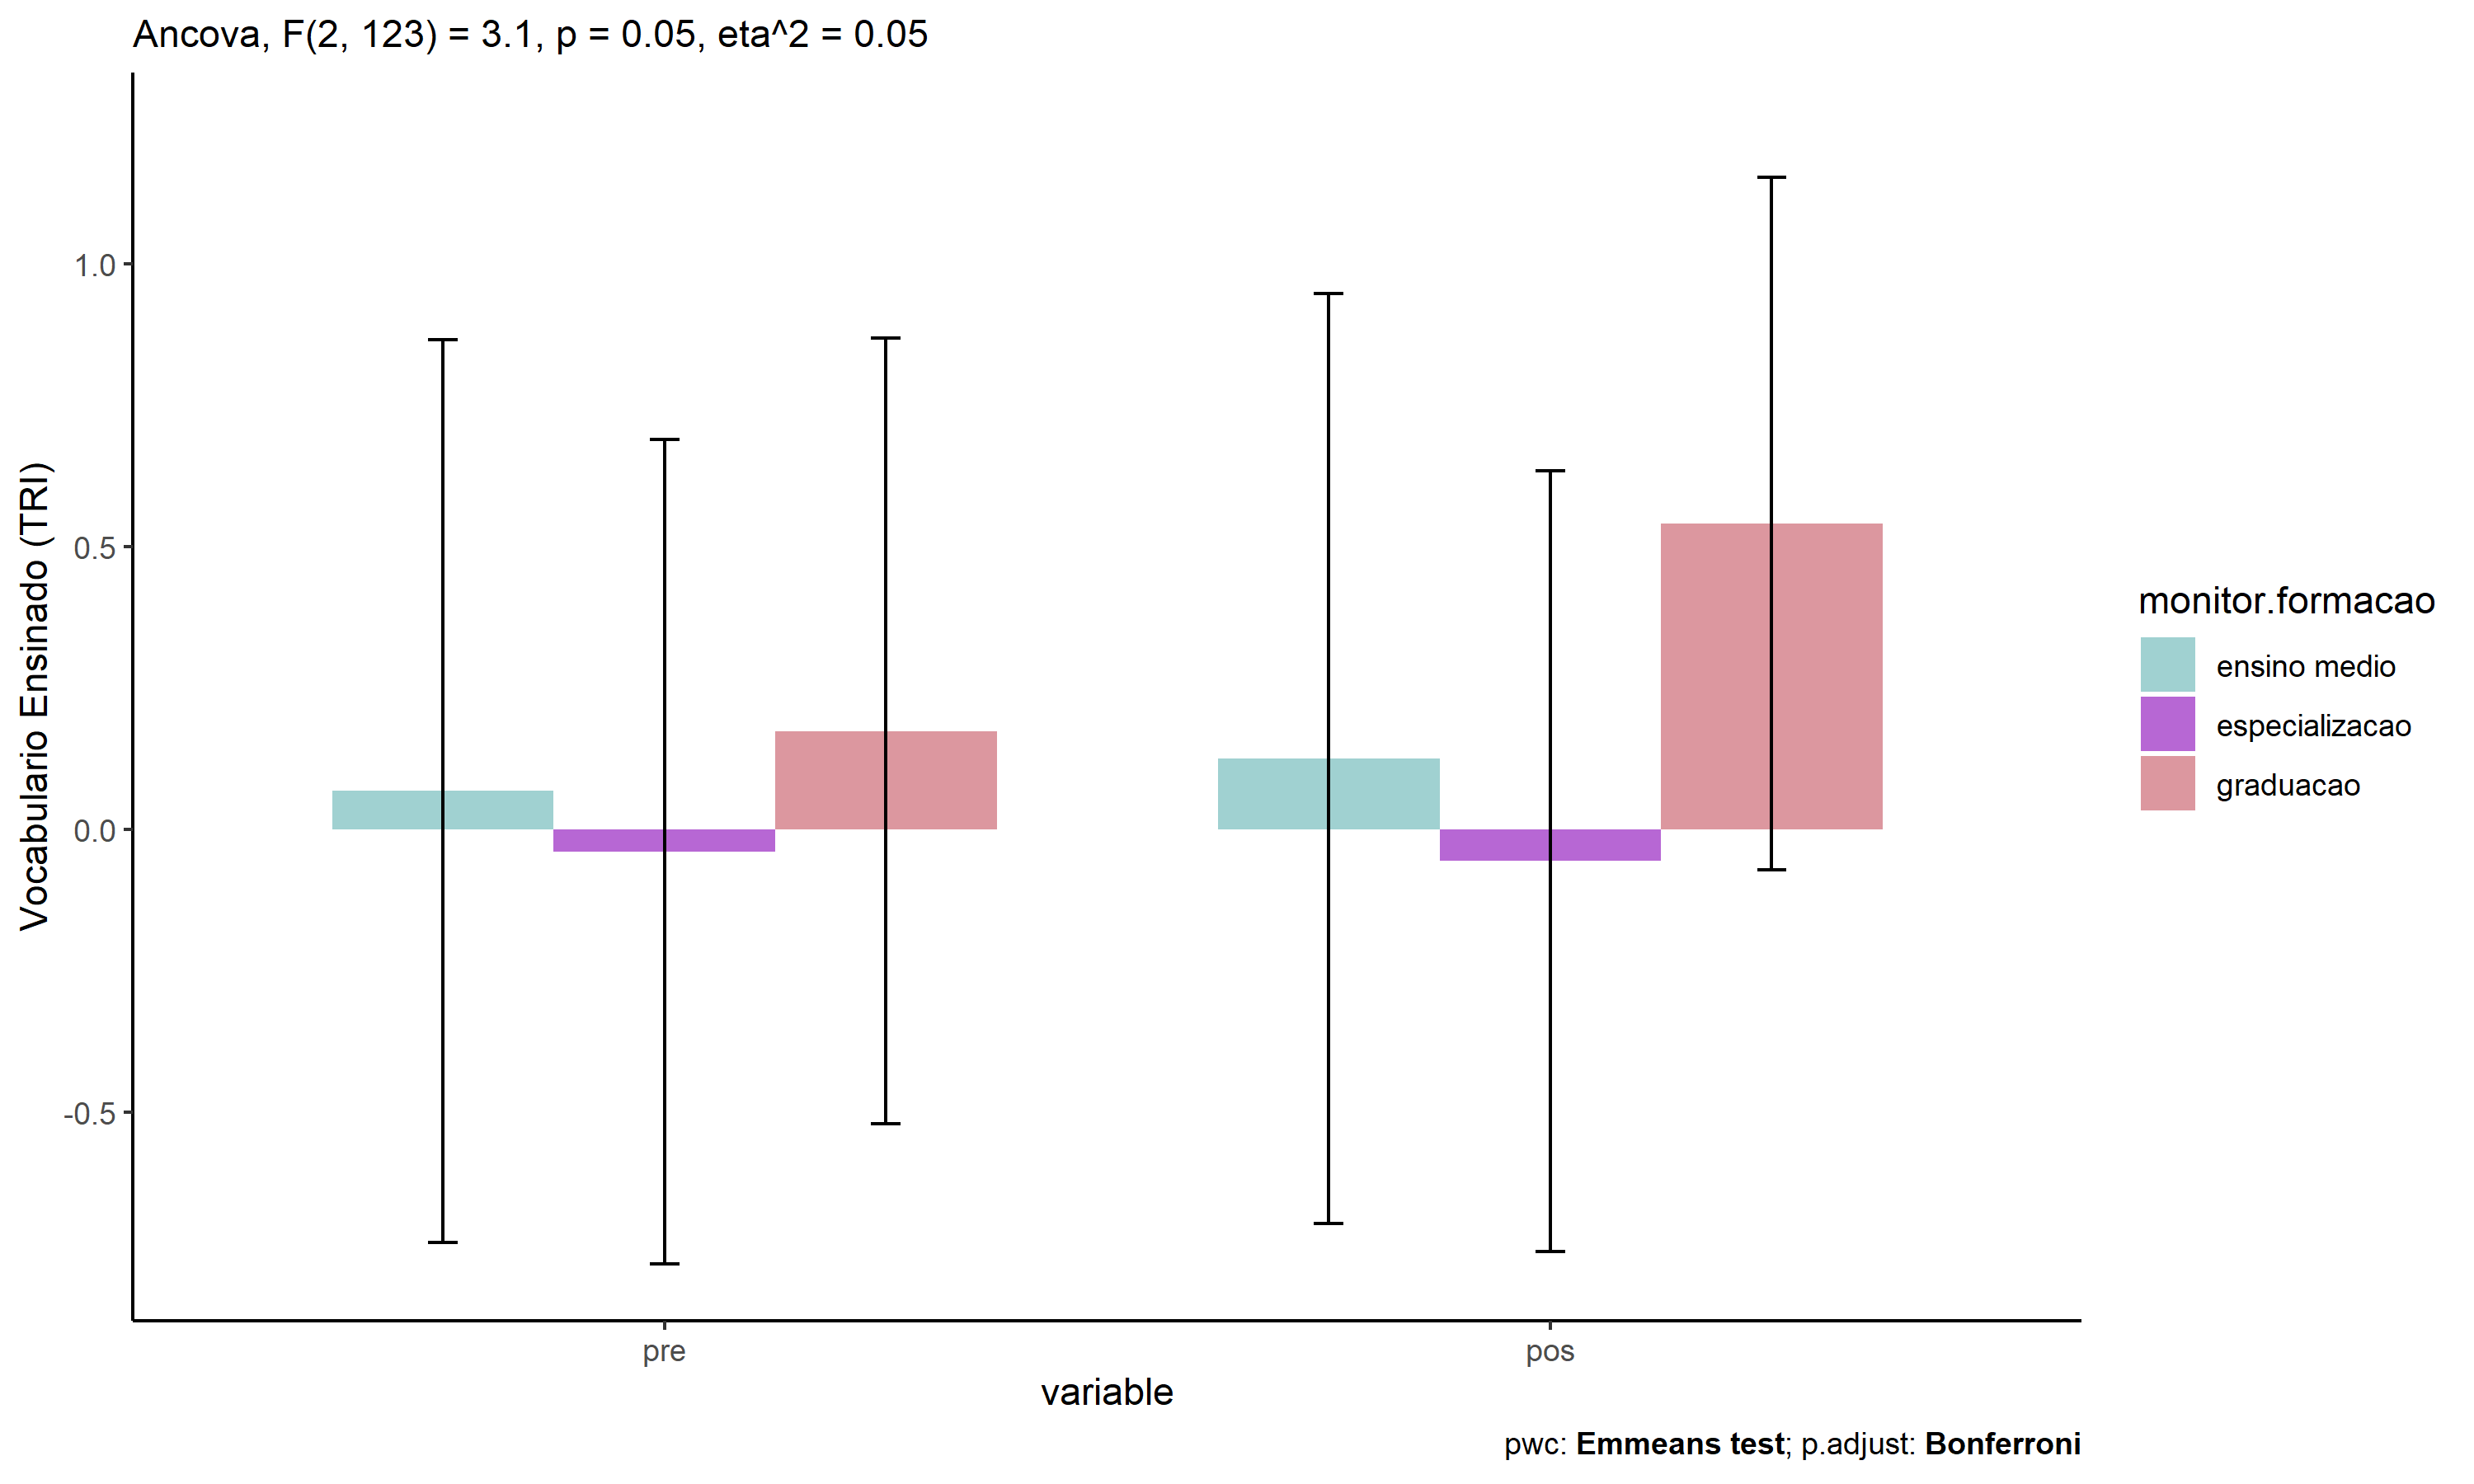 Ancova, F(2, 123) = 3.1, p = 0.05, eta^2 = 0.05
Vocabulario Ensinado (TRI)
1.0
0.5
0.0
-0.5
pre
pos
variable
monitor.formacao
ensino medio
especializacao
graduacao
pwc: Emmeans test; p.adjust: Bonferroni